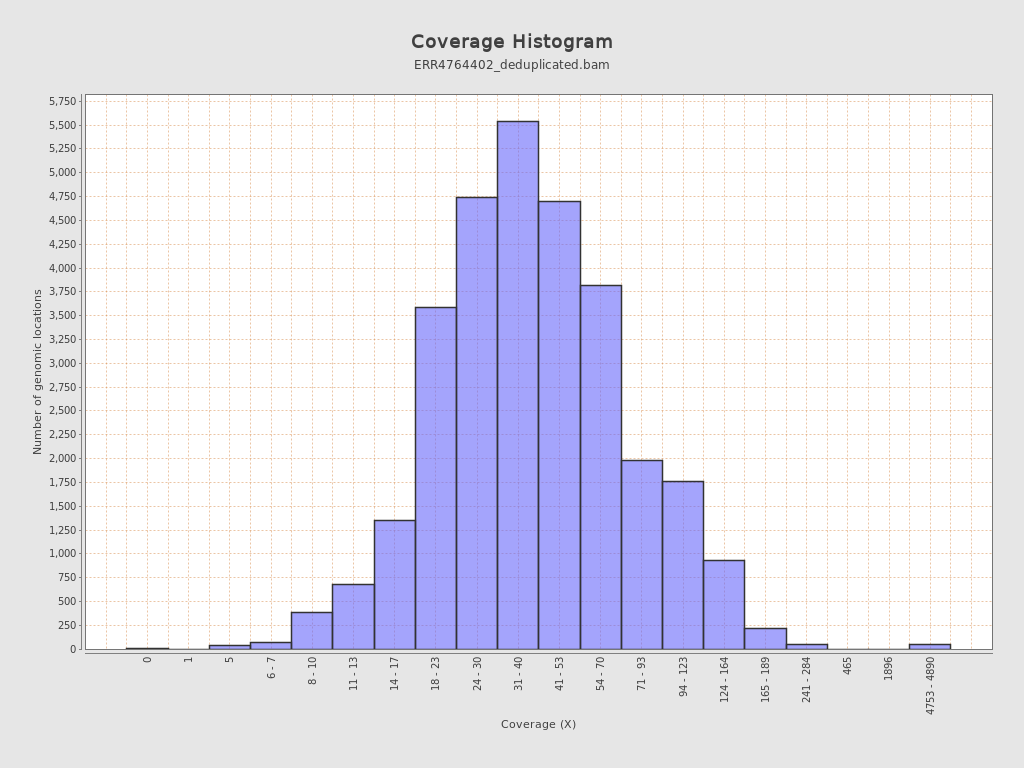 Coverage Histogram
ERR4764402_deduplicated.bam
Number of genomic locations
5,750
5,500
5,250
5,000
4,750
4,500
4,250
4,000
3,750
3,500
3,250
3,000
2,750
2,500
2,250
2,000
1,750
1,500
1,250
1,000
750
500
250
0
0
1
5
6 - 7
8 - 10
11 - 13
14 - 17
18 - 23
24 - 30
31 - 40
41 - 53
54 - 70
71 - 93
94 - 123
124 - 164
165 - 189
241 - 284
465
1896
4753 - 4890
Coverage (X)